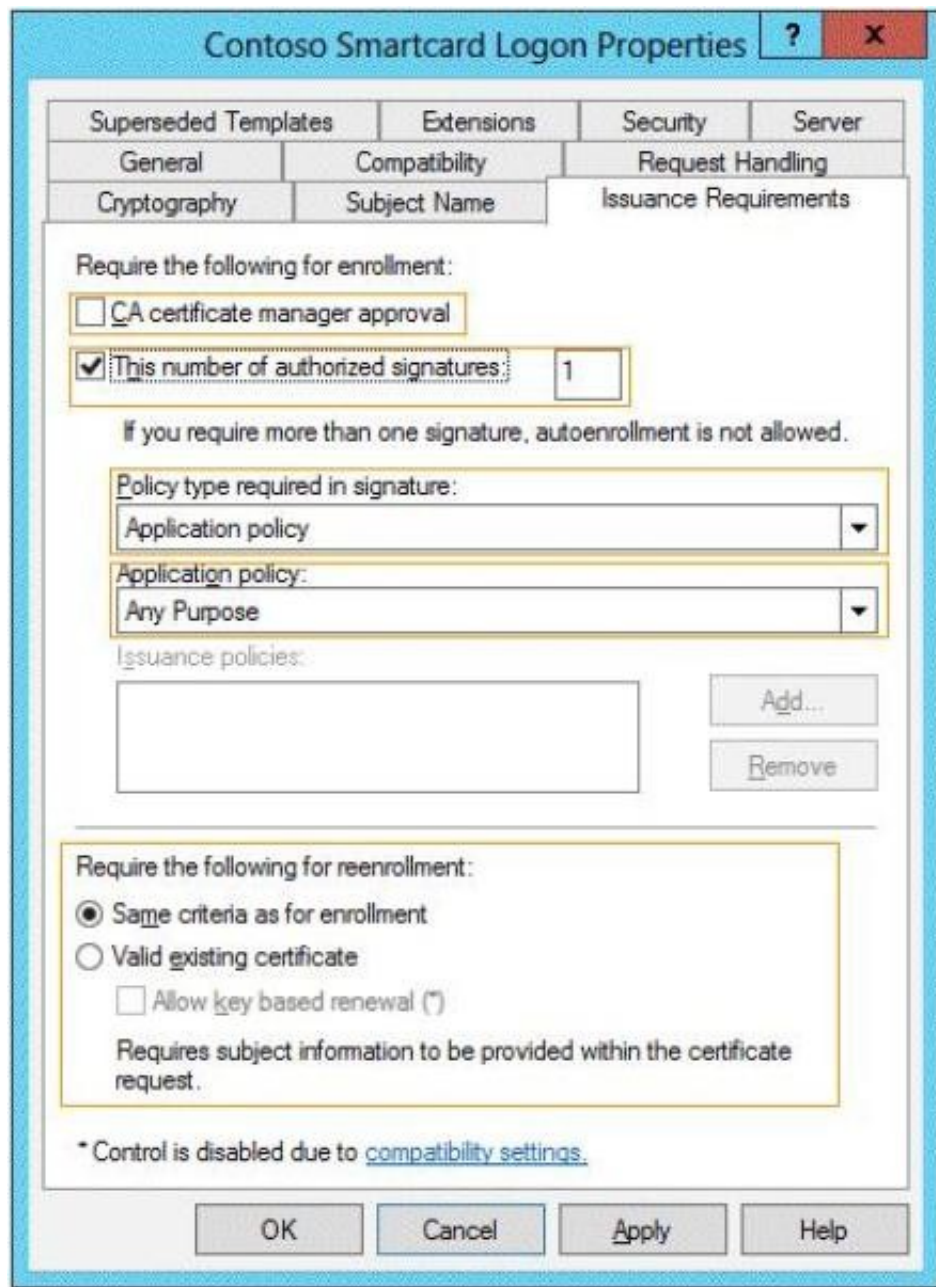 Contoso Smartcard Logon Properties ? x
Superseded Templates Extensions Security Server
General Compatibility Request Handling
Cryptography Subject Name Issuance Requirements
Require the following for enrollment:
CA certificate manager approval
This number of authorized signatures: 1
If you require more than one signature, autoenrollment is not allowed.
Policy type required in signature:
Application policy
Application policy:
Any Purpose
Issuance policies:
Add...
Remove
Require the following for reenrollment:
Same criteria as for enrollment
Valid existing certificate
Allow key based renewal (*)
Requires subject information to be provided within the certificate
request.
* Control is disabled due to compatibility settings.
OK Cancel Apply Help